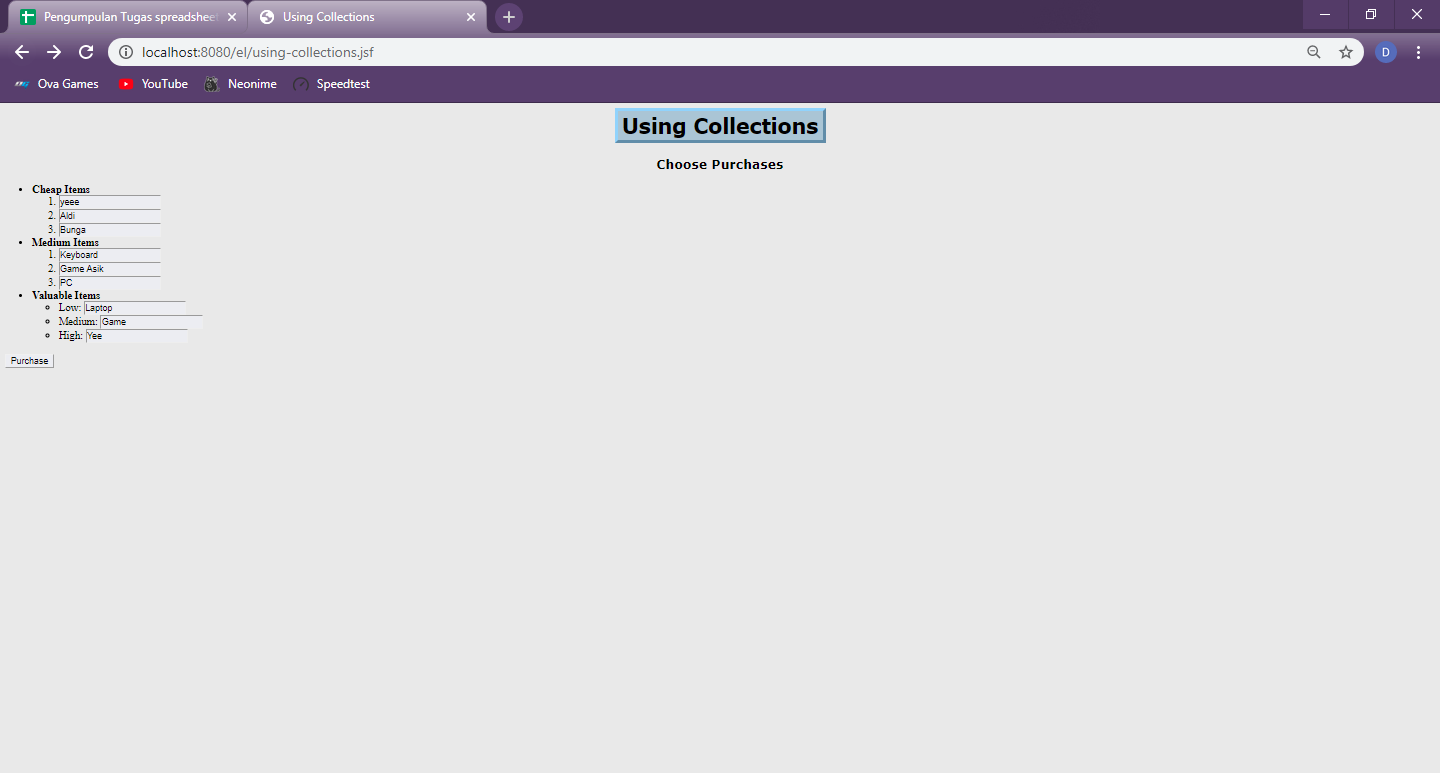 Pengumpulan Tugas spreadshee
Using Collections
localhost:8080/el/using-collections.jsf
D
Ova Games
YouTube
Neonime
Speedtest
Using Collections
Choose Purchases
• Cheap Items
1. yeee
2. Aldi
3. Bunga
• Medium Items
1. Keyboard
2. Game Asik
3. PC
• Valuable Items
Low: Laptop
Medium: Game
High: Yee
Purchase